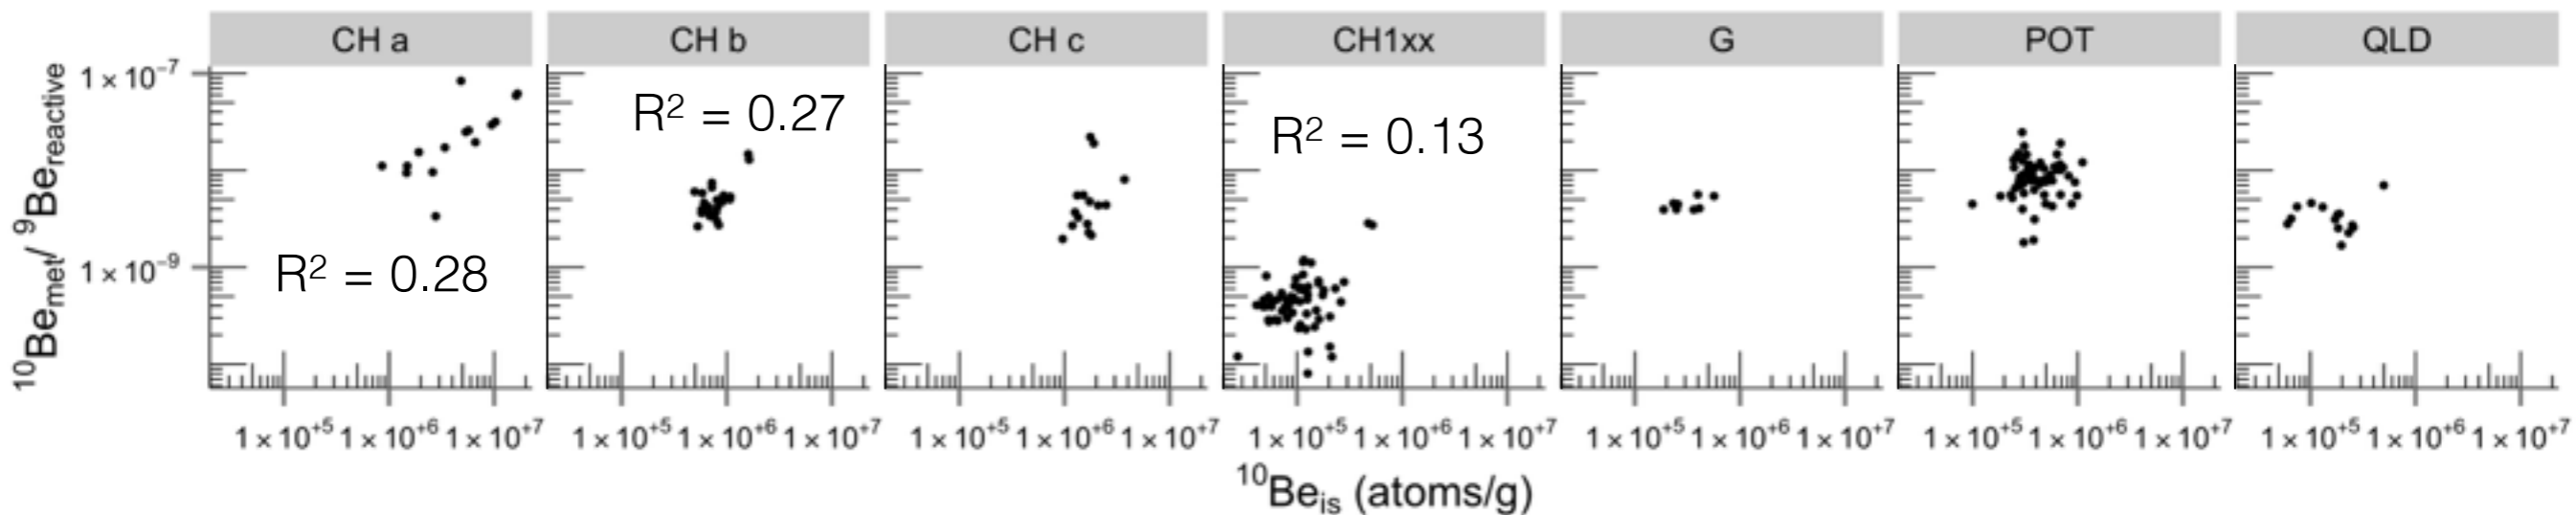 CH a CH b CH c CH1xx G POT QLD
1×10⁻⁷
R² = 0.27
R² = 0.13
1×10⁻⁹
R² = 0.28
¹⁰Be_met/ ⁹Be_reactive
1×10⁺⁵ 1×10⁺⁶ 1×10⁺⁷ 1×10⁺⁵ 1×10⁺⁶ 1×10⁺⁷ 1×10⁺⁵ 1×10⁺⁶ 1×10⁺⁷ 1×10⁺⁵ 1×10⁺⁶ 1×10⁺⁷ 1×10⁺⁵ 1×10⁺⁶ 1×10⁺⁷ 1×10⁺⁵ 1×10⁺⁶ 1×10⁺⁷ 1×10⁺⁵ 1×10⁺⁶ 1×10⁺⁷
¹⁰Be_is (atoms/g)